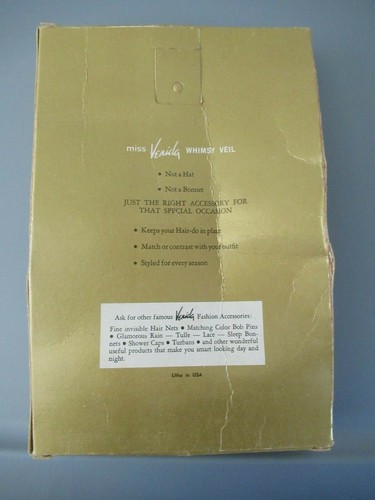 miss Venida WHIMSY VEIL
• Not a Hat
• Not a Bonnet
JUST THE RIGHT ACCESSORY FOR
THAT SPECIAL OCCASION
• Keeps your Hair-do in place
• Match or contrast with your outfit
• Styled for every season
Ask for other famous Venida Fashion Accessories:
Fine invisible Hair Nets • Matching Color Bob Pins
• Glamorous Rain — Tulle — Lace — Sleep Bon-
nets • Shower Caps • Turbans • and other wonderful
useful products that make you smart looking day and
night.
Litho in USA